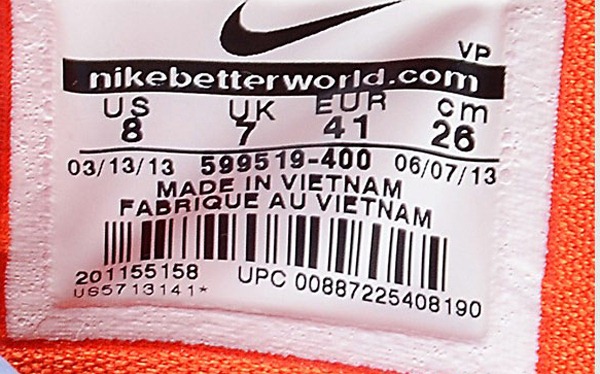 VP
nikebetterworld.com
US UK EUR cm
8 7 41 26
03/13/13 599519-400 06/07/13
MADE IN VIETNAM
FABRIQUE AU VIETNAM
201155158 UPC 00887225408190
US5713141*